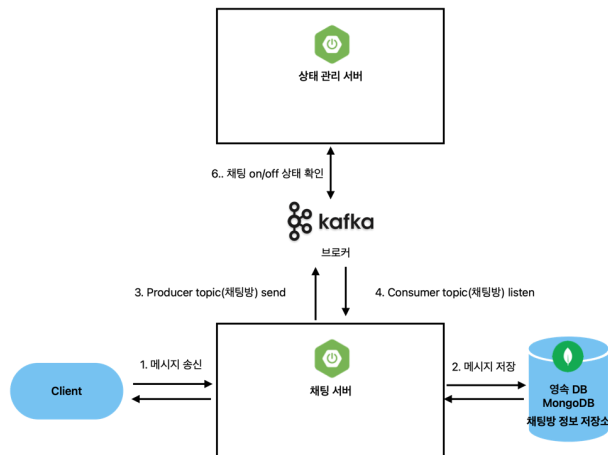 상태 관리 서버
6.. 채팅 on/off 상태 확인
kafka
브로커
3. Producer topic(채팅방) send
4. Consumer topic(채팅방) listen
1. 메시지 송신
2. 메시지 저장
Client
채팅 서버
영속 DB
MongoDB
채팅방 정보 저장소